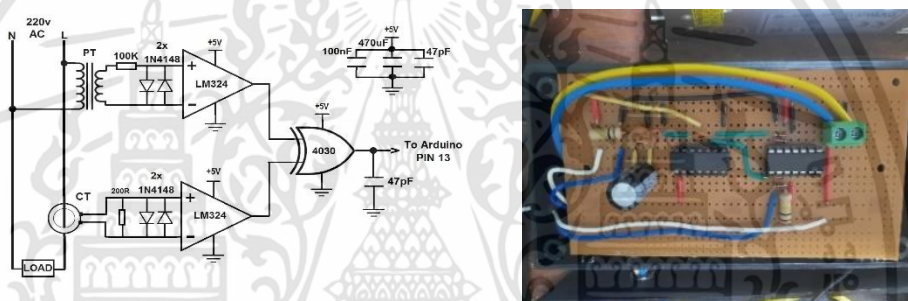 220v
N AC L
PT
100K
2x
1N4148
+5V
+
LM324
–
100nF
470uF
+5V
47pF
+5V
4030
To Arduino
PIN 13
47pF
CT
200R
2x
1N4148
+5V
+
LM324
–
LOAD